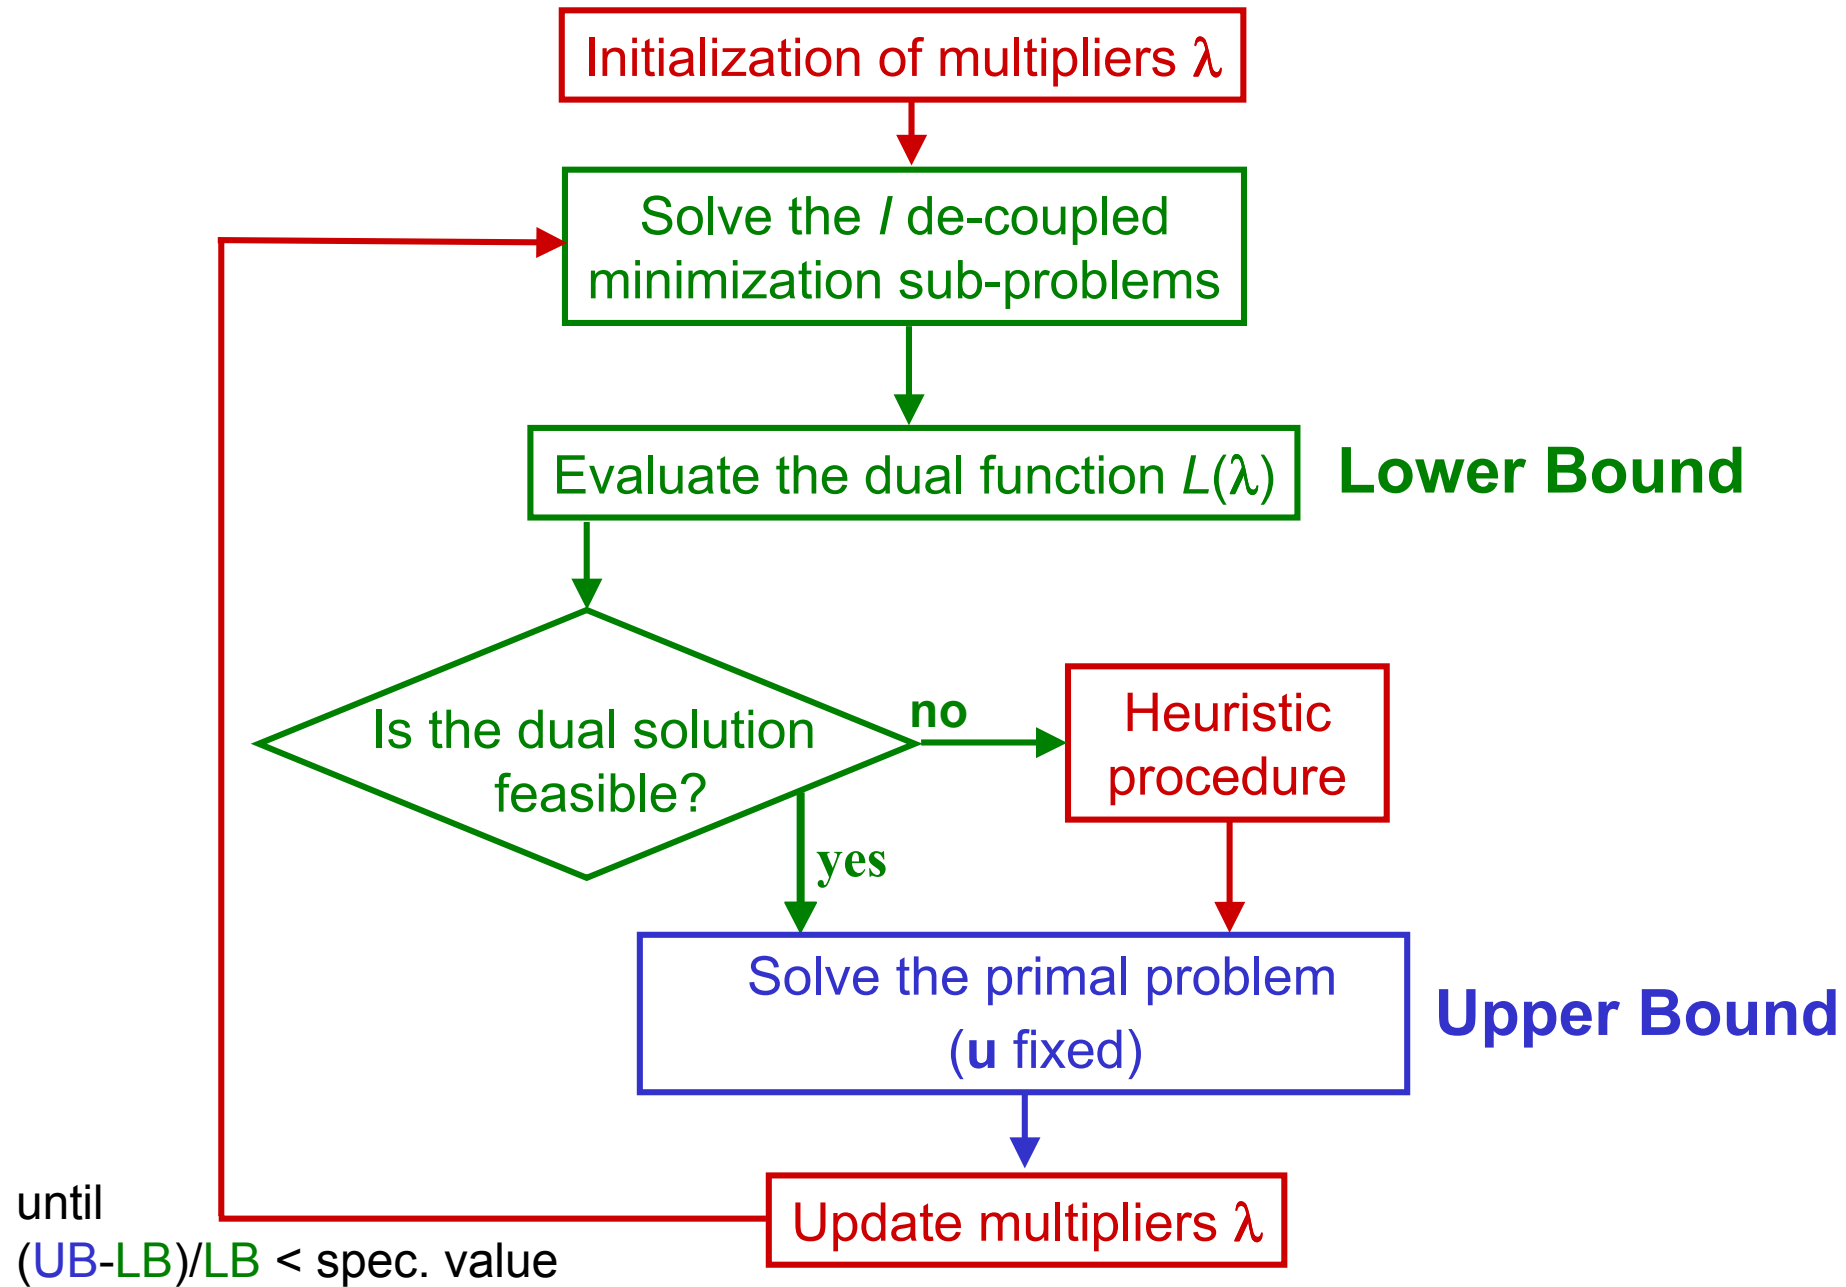 Initialization of multipliers λ
Solve the I de-coupled
minimization sub-problems
Evaluate the dual function L(λ)
Lower Bound
Is the dual solution
feasible?
no
Heuristic
procedure
yes
Solve the primal problem
(u fixed)
Upper Bound
Update multipliers λ
until
(UB-LB)/LB < spec. value